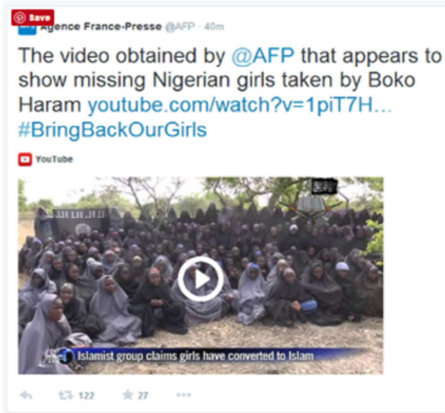 Save
Agence France-Presse @AFP · 40m
The video obtained by @AFP that appears to
show missing Nigerian girls taken by Boko
Haram youtube.com/watch?v=1piT7H...
#BringBackOurGirls
YouTube
Islamist group claims girls have converted to Islam
122
27